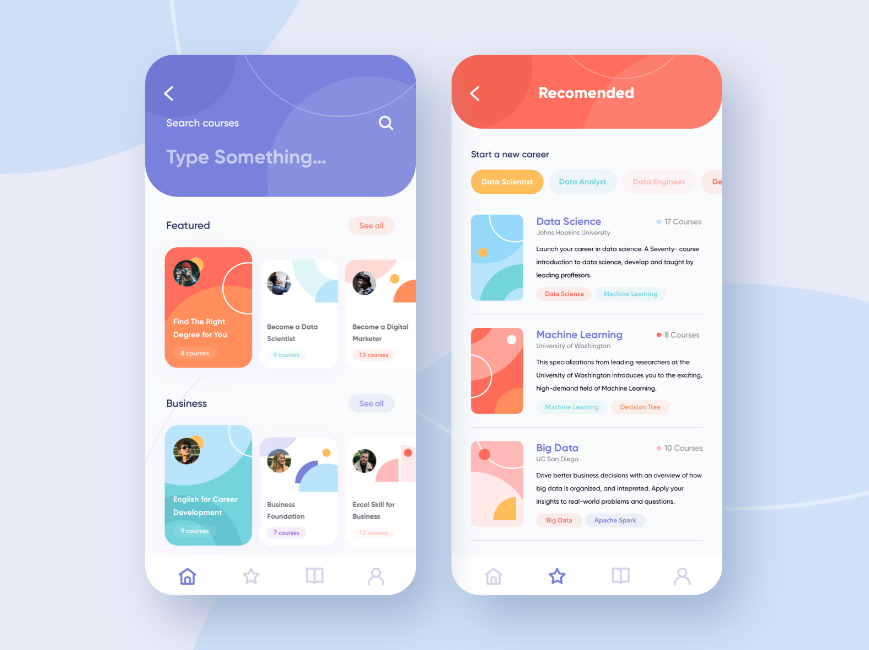 Search courses
Type Something...
Featured
See all
Find The Right
Degree for You
8 courses
Become a Data
Scientist
9 courses
Become a Digital
Marketer
13 courses
Business
See all
English for Career
Development
9 courses
Business
Foundation
7 courses
Excel Skill for
Business
12 courses
Recomended
Start a new career
Data Scientist
Data Analyst
Data Engineer
De
Data Science
17 Courses
Johns Hopkins University
Launch your career in data science. A Seventy- course
introduction to data science, develop and taught by
leading proffesors.
Data Science
Machine Learning
Machine Learning
8 Courses
University of Washington
This specializations from leading researchers at the
University of Washington introduces you to the exciting,
high-demand field of Machine Learning.
Machine Learning
Decision Tree
Big Data
10 Courses
UC San Diego
Drive better business decisions with an overview of how
big data is organized, and intepreted. Apply your
insights to real-world problems and questions.
Big Data
Apache Spark